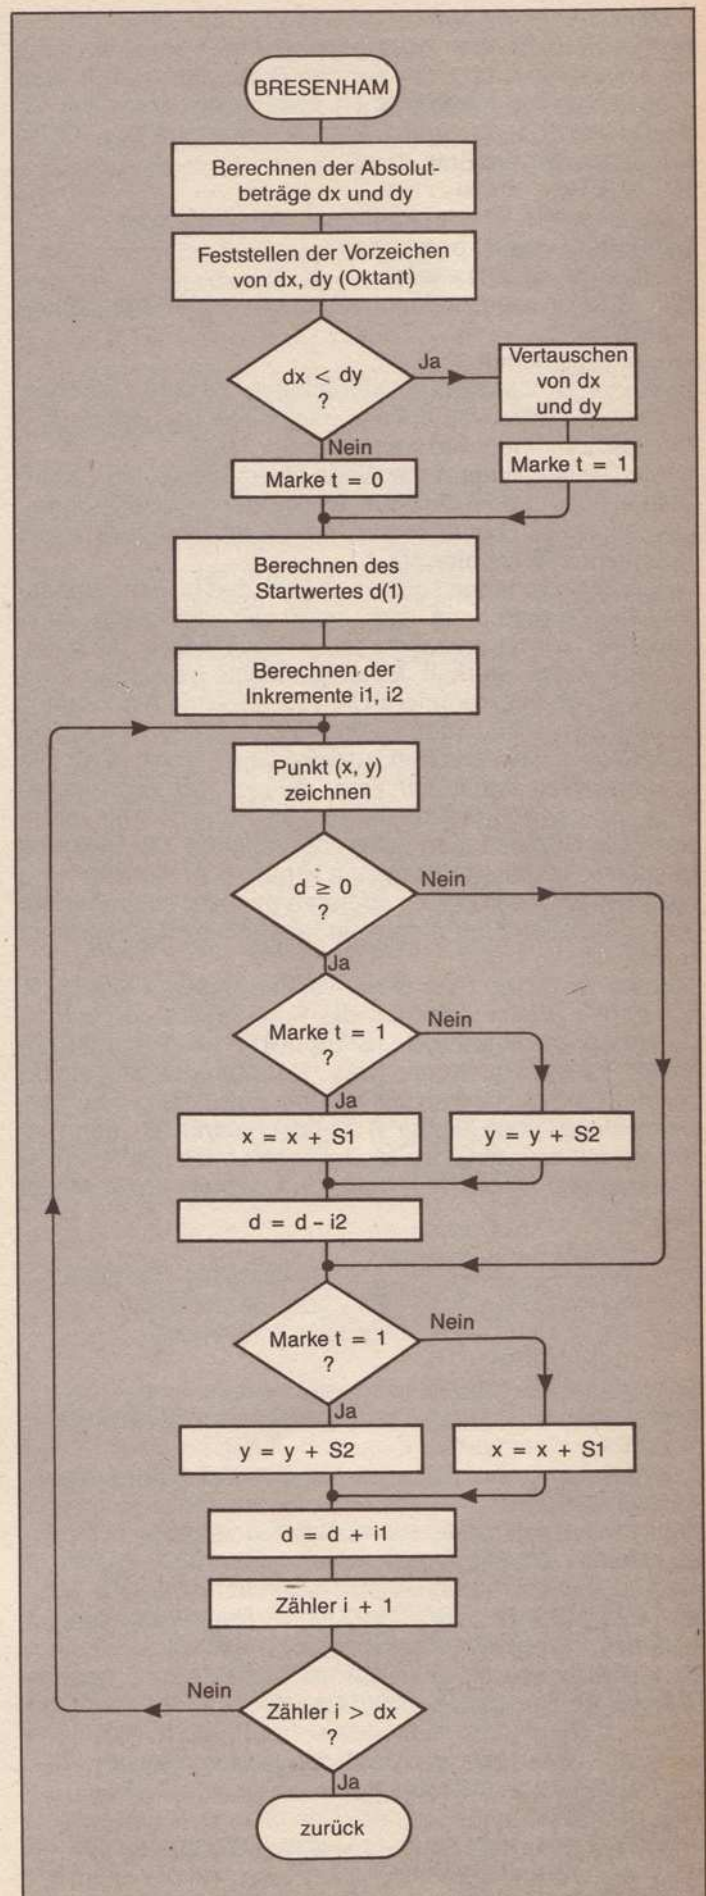 BRESENHAM
Berechnen der Absolut-
beträge dx und dy
Feststellen der Vorzeichen
von dx, dy (Oktant)
dx < dy
?
Ja
Vertauschen
von dx
und dy
Nein
Marke t = 0
Marke t = 1
Berechnen des
Startwertes d(1)
Berechnen der
Inkremente i1, i2
Punkt (x, y)
zeichnen
d ≥ 0
?
Nein
Ja
Marke t = 1
?
Nein
Ja
x = x + S1
y = y + S2
d = d - i2
Marke t = 1
?
Nein
Ja
y = y + S2
x = x + S1
d = d + i1
Zähler i + 1
Nein
Zähler i > dx
?
Ja
zurück